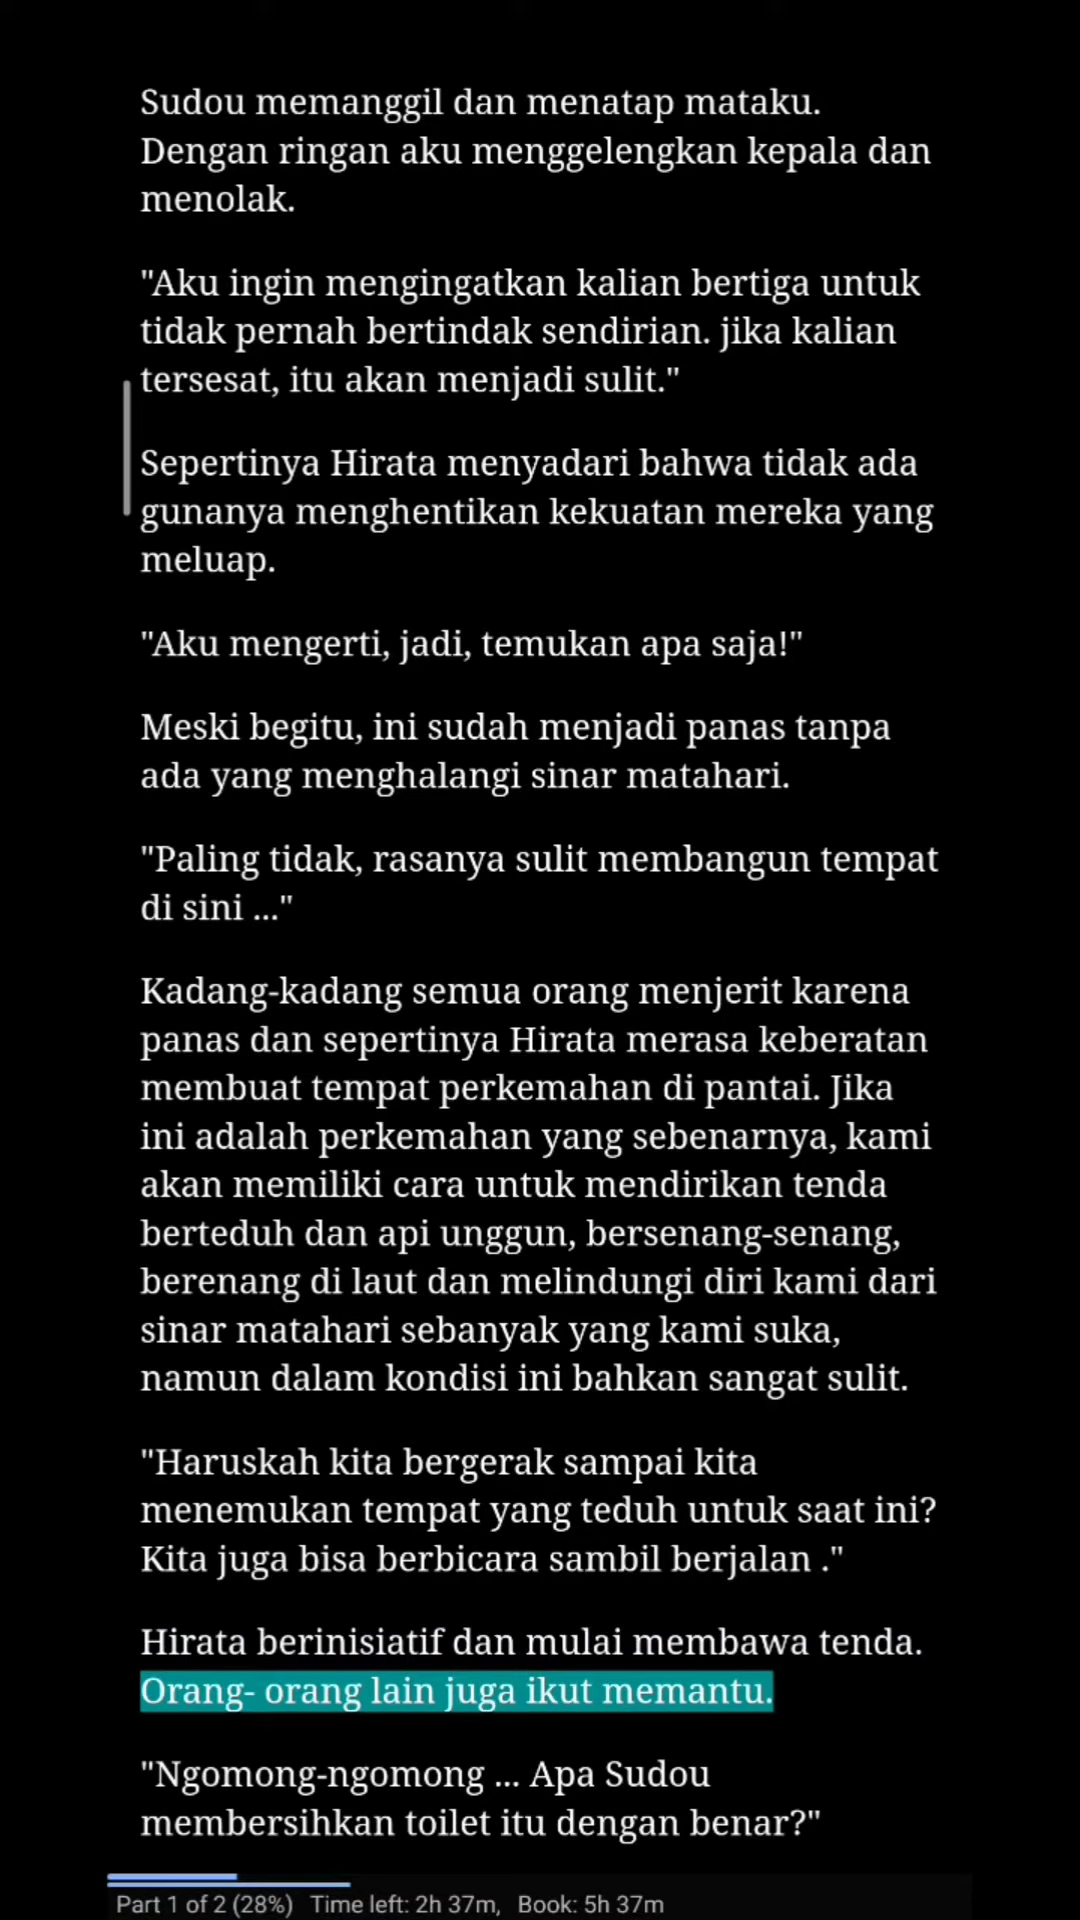 Sudou memanggil dan menatap mataku.
Dengan ringan aku menggelengkan kepala dan
menolak.
"Aku ingin mengingatkan kalian bertiga untuk
tidak pernah bertindak sendirian. jika kalian
tersesat, itu akan menjadi sulit."
Sepertinya Hirata menyadari bahwa tidak ada
gunanya menghentikan kekuatan mereka yang
meluap.
"Aku mengerti, jadi, temukan apa saja!"
Meski begitu, ini sudah menjadi panas tanpa
ada yang menghalangi sinar matahari.
"Paling tidak, rasanya sulit membangun tempat
di sini ..."
Kadang-kadang semua orang menjerit karena
panas dan sepertinya Hirata merasa keberatan
membuat tempat perkemahan di pantai. Jika
ini adalah perkemahan yang sebenarnya, kami
akan memiliki cara untuk mendirikan tenda
berteduh dan api unggun, bersenang-senang,
berenang di laut dan melindungi diri kami dari
sinar matahari sebanyak yang kami suka,
namun dalam kondisi ini bahkan sangat sulit.
"Haruskah kita bergerak sampai kita
menemukan tempat yang teduh untuk saat ini?
Kita juga bisa berbicara sambil berjalan ."
Hirata berinisiatif dan mulai membawa tenda.
Orang- orang lain juga ikut memantu.
"Ngomong-ngomong ... Apa Sudou
membersihkan toilet itu dengan benar?"
Part 1 of 2 (28%) Time left: 2h 37m, Book: 5h 37m